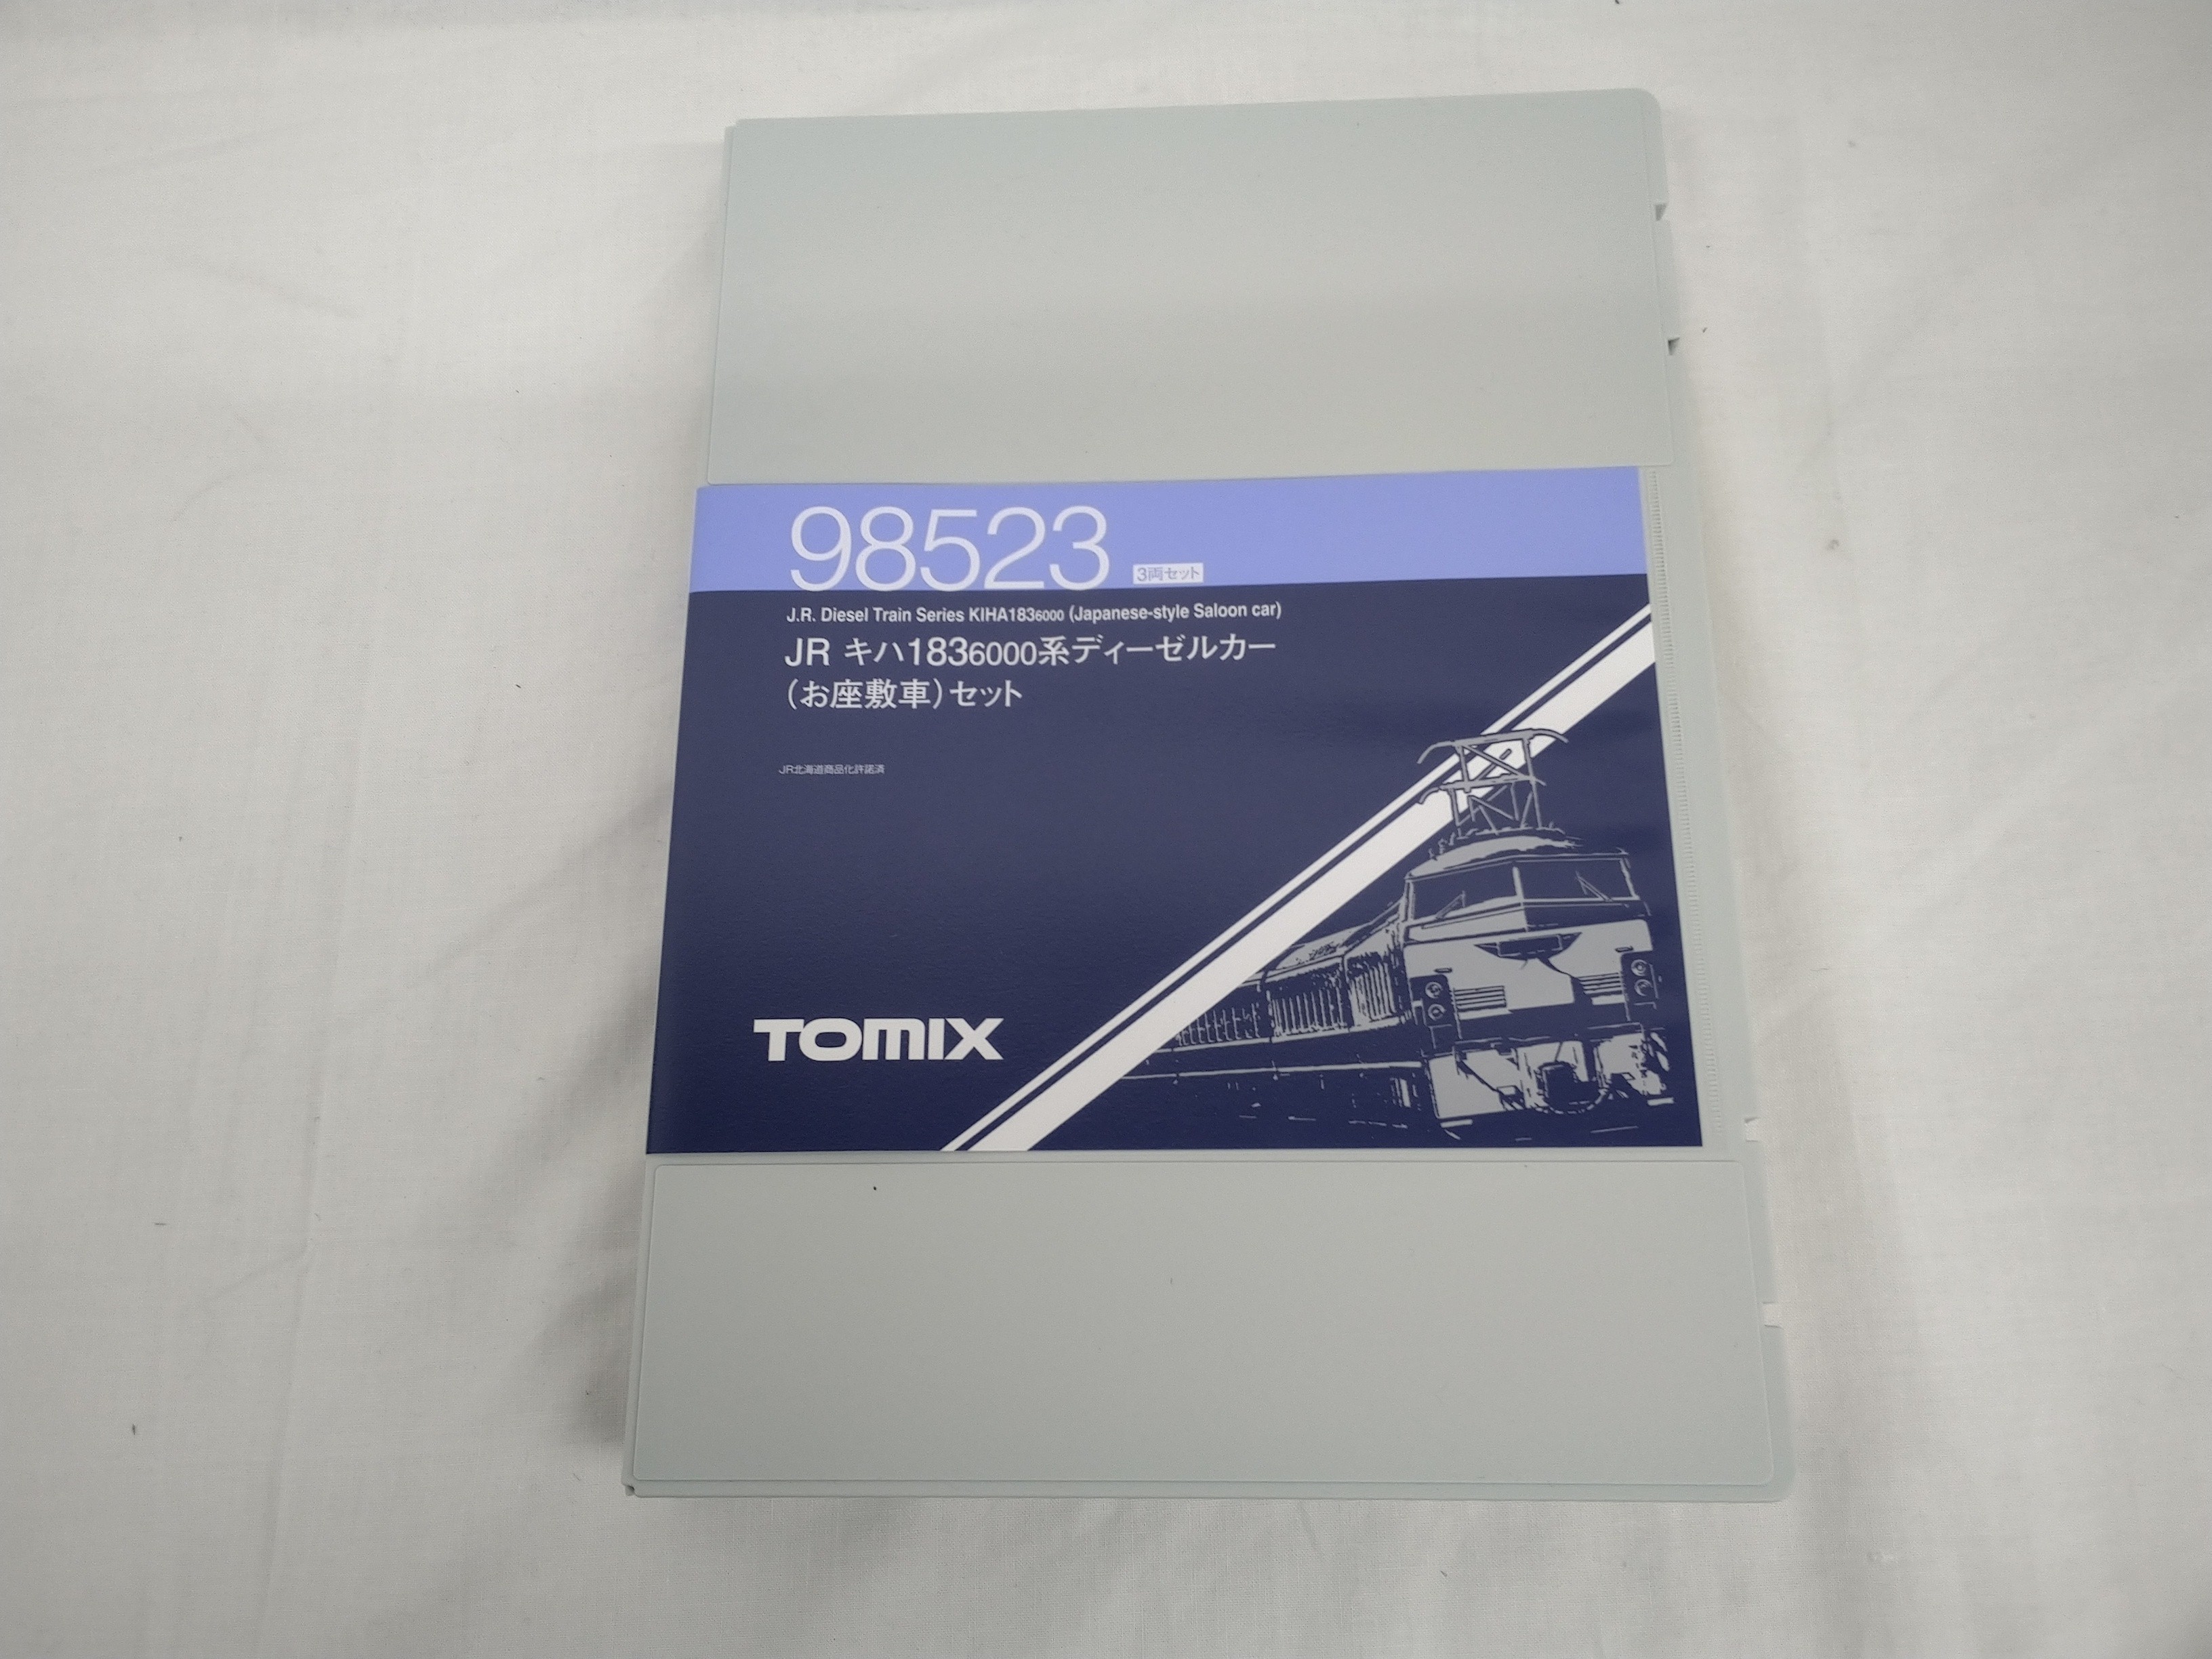 98523 3両セット
J.R. Diesel Train Series KIHA1836000 (Japanese-style Saloon car)
JR キハ1836000系ディーゼルカー
(お座敷車)セット
JR北海道商品化許諾済
TOMIX